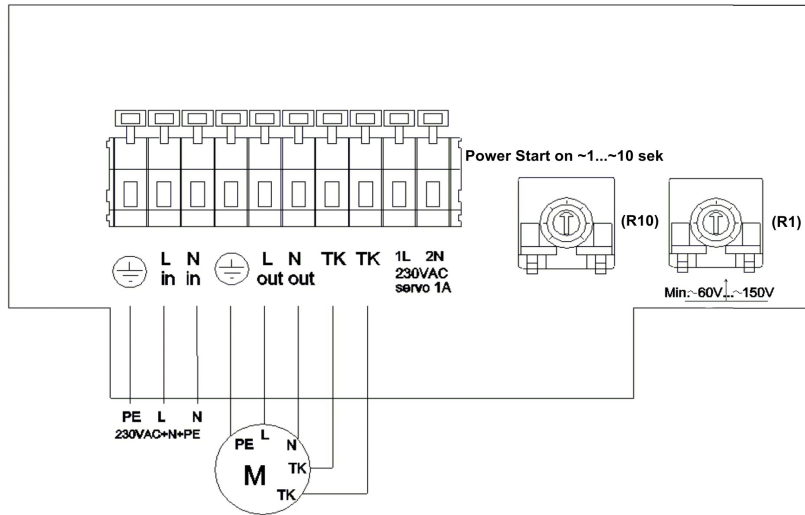 Power Start on ~1...~10 sek
(R10)
(R1)
L N L N TK TK 1L 2N
in in out out 230VAC
servo 1A
Min.~60V...~150V
PE L N
230VAC+N+PE
PE L N
M TK
TK